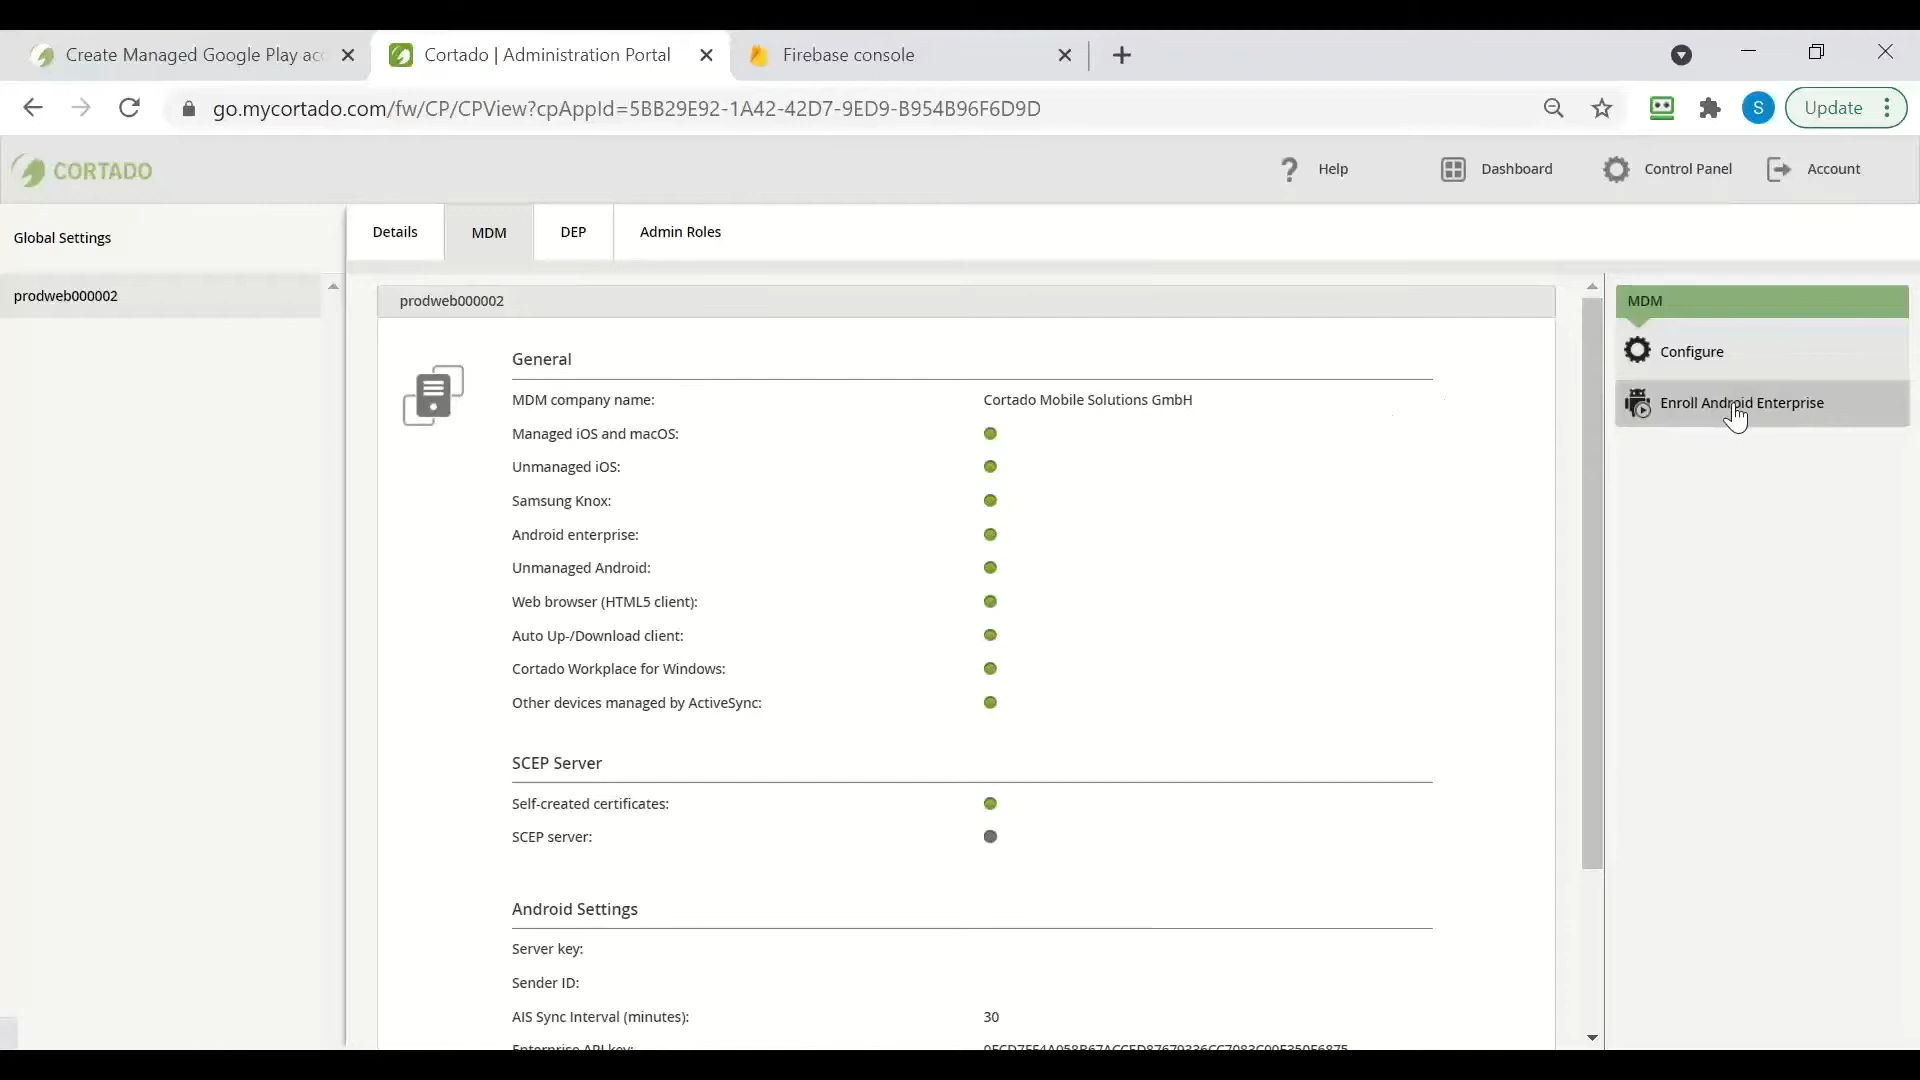 Create Managed Google Play acc
Cortado | Administration Portal
Firebase console
go.mycortado.com/fw/CP/CPView?cpAppId=5BB29E92-1A42-42D7-9ED9-B954B96F6D9D
S
Update
CORTADO
? Help
Dashboard
Control Panel
Account
Global Settings
Details
MDM
DEP
Admin Roles
prodweb000002
prodweb000002
MDM
Configure
Enroll Android Enterprise
General
MDM company name: Cortado Mobile Solutions GmbH
Managed iOS and macOS:
Unmanaged iOS:
Samsung Knox:
Android enterprise:
Unmanaged Android:
Web browser (HTML5 client):
Auto Up-/Download client:
Cortado Workplace for Windows:
Other devices managed by ActiveSync:
SCEP Server
Self-created certificates:
SCEP server:
Android Settings
Server key:
Sender ID:
AIS Sync Interval (minutes): 30
Enterprise API key: